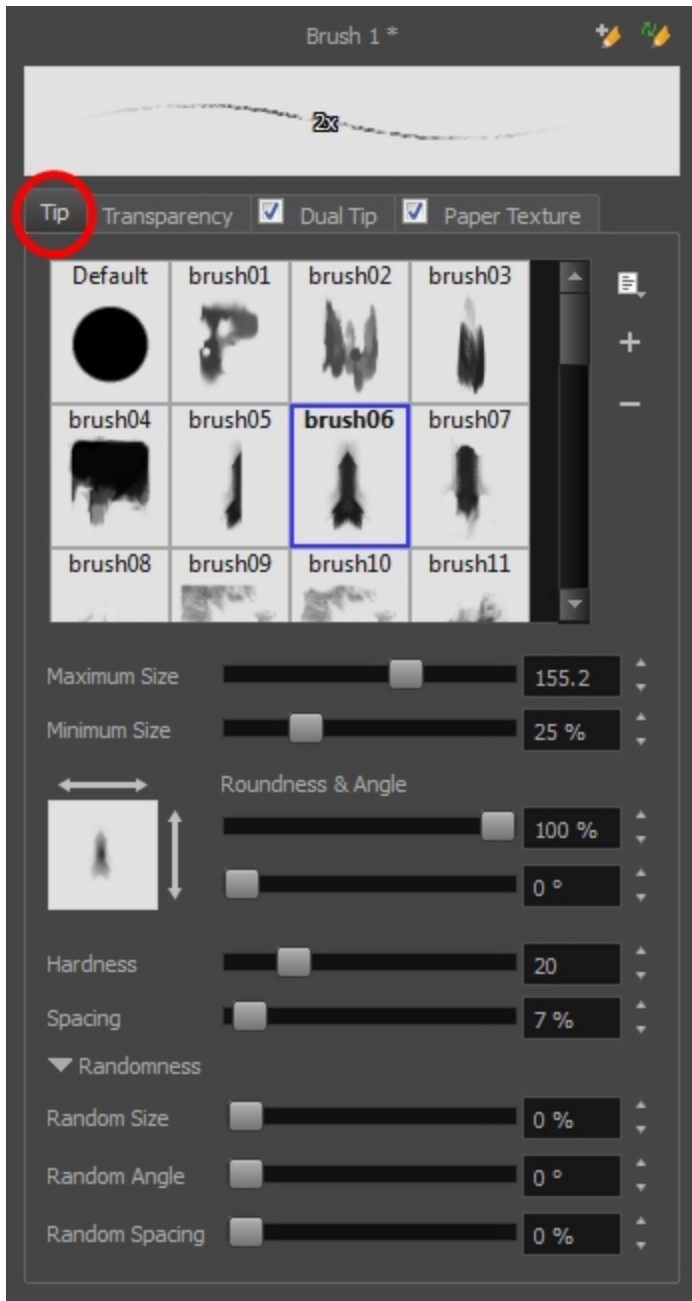 Brush 1 *
2x
Tip Transparency Dual Tip Paper Texture
Default brush01 brush02 brush03
brush04 brush05 brush06 brush07
brush08 brush09 brush10 brush11
Maximum Size 155.2
Minimum Size 25 %
Roundness & Angle
100 %
0 °
Hardness 20
Spacing 7 %
Randomness
Random Size 0 %
Random Angle 0 °
Random Spacing 0 %